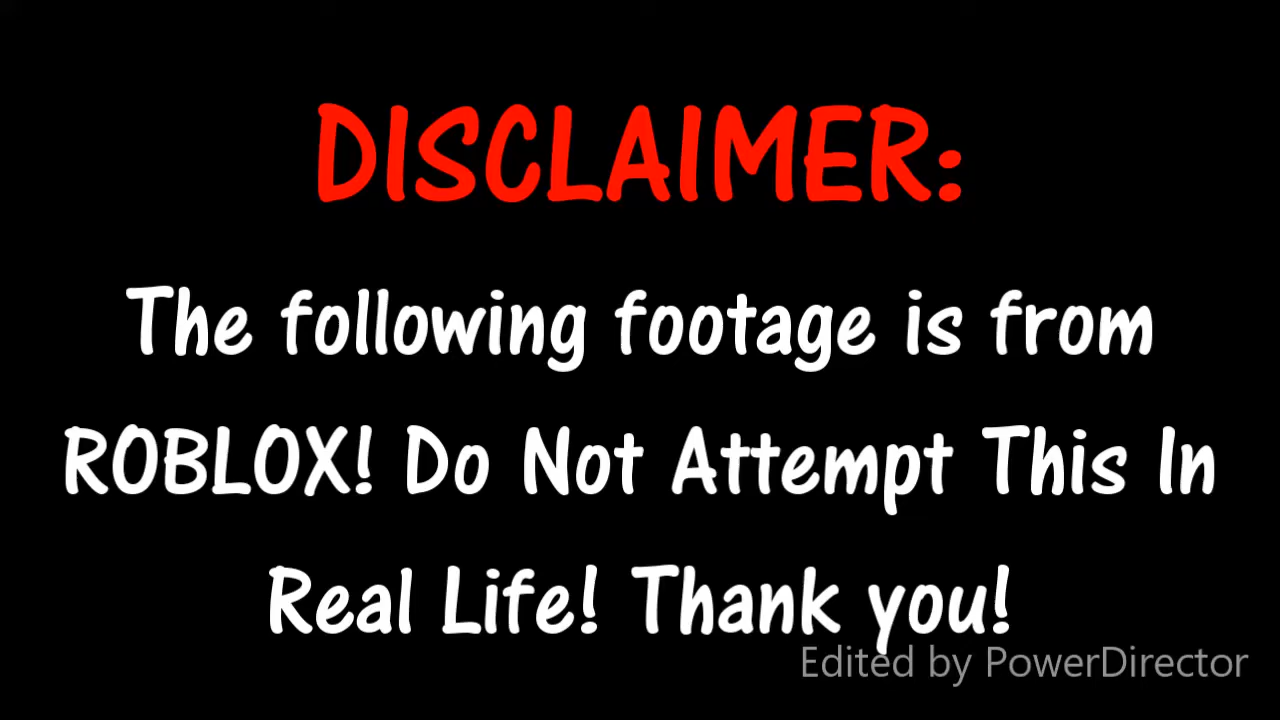 DISCLAIMER:
The following footage is from
ROBLOX! Do Not Attempt This In
Real Life! Thank you!
Edited by PowerDirector